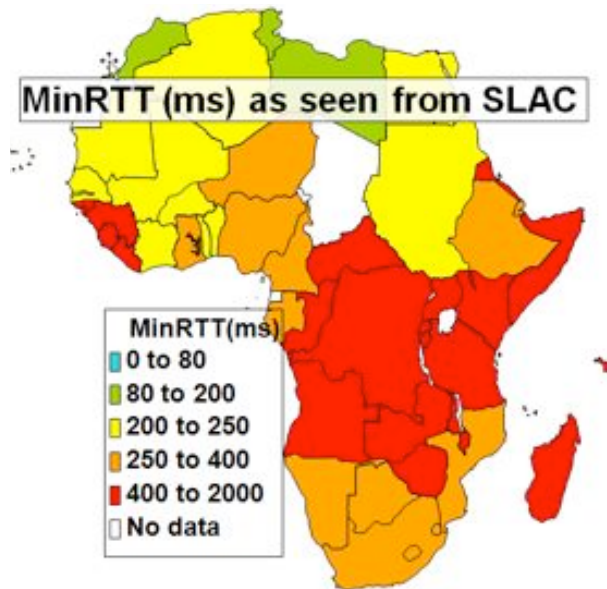 MinRTT (ms) as seen from SLAC
MinRTT(ms)
0 to 80
80 to 200
200 to 250
250 to 400
400 to 2000
No data